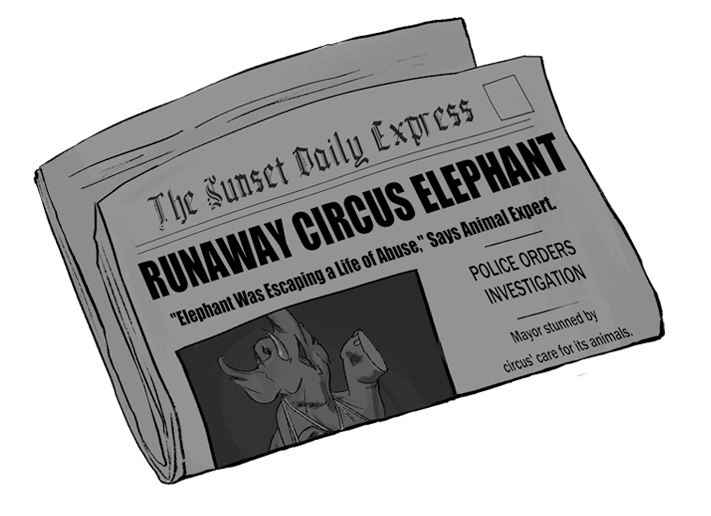 The Sunset Daily Express
RUNAWAY CIRCUS ELEPHANT
"Elephant Was Escaping a Life of Abuse," Says Animal Expert.
POLICE ORDERS
INVESTIGATION
Mayor stunned by
circus' care for its animals.